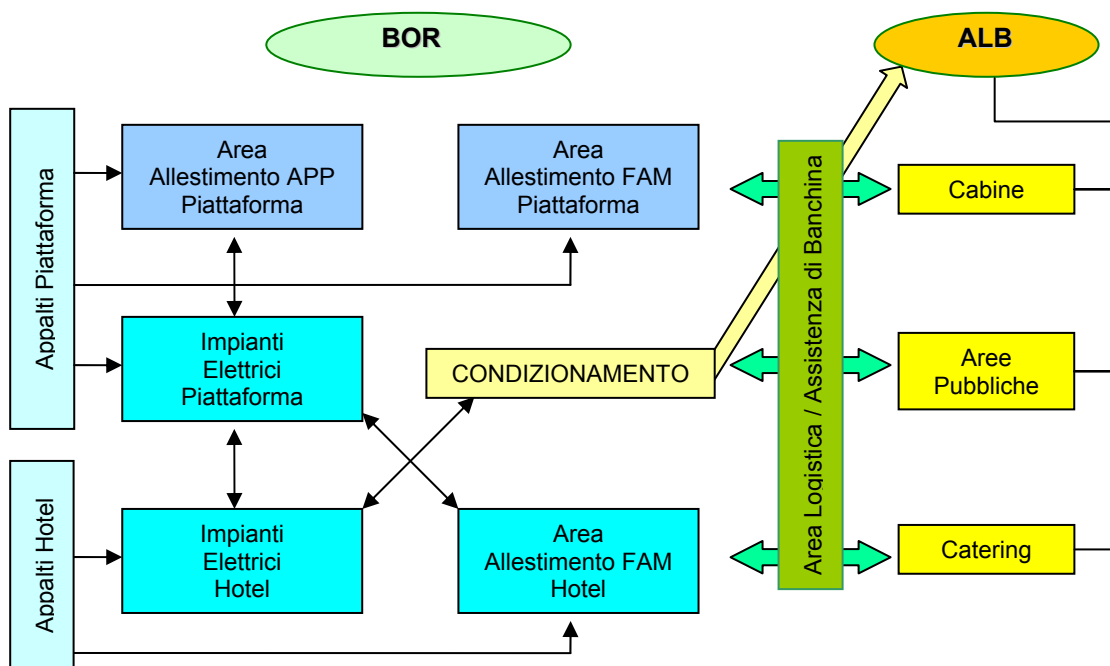 BOR
ALB
Appalti Piattaforma
Area
Allestimento APP
Piattaforma
Area
Allestimento FAM
Piattaforma
Area Logistica / Assistenza di Banchina
Cabine
Impianti
Elettrici
Piattaforma
CONDIZIONAMENTO
Aree
Pubbliche
Appalti Hotel
Impianti
Elettrici
Hotel
Area
Allestimento FAM
Hotel
Catering